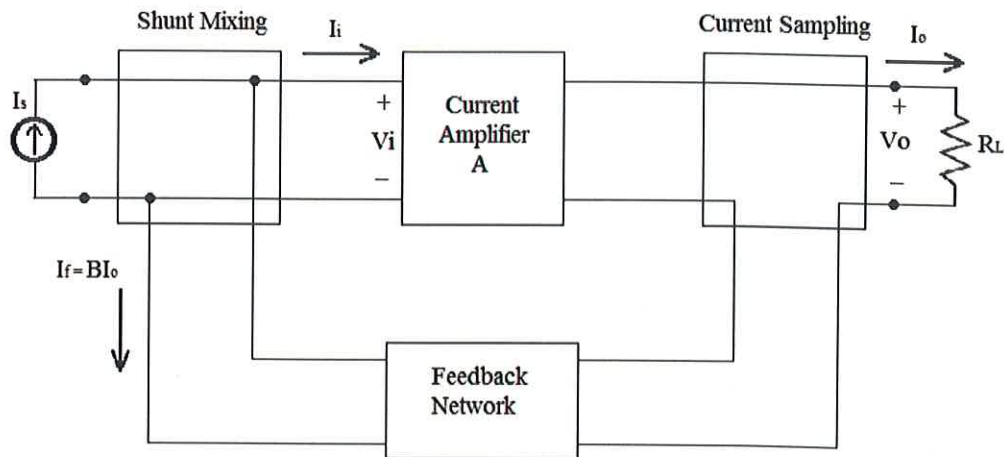 Shunt Mixing
Current Sampling
Ii
Io
Is
+
Vi
−
Current
Amplifier
A
+
Vo
−
RL
If = BIo
Feedback
Network